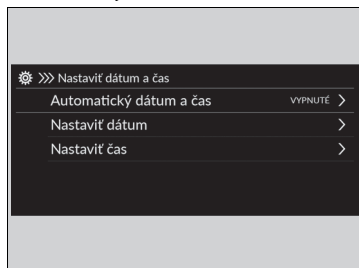 Nastaviť dátum a čas
Automatický dátum a čas VYPNUTÉ
Nastaviť dátum
Nastaviť čas